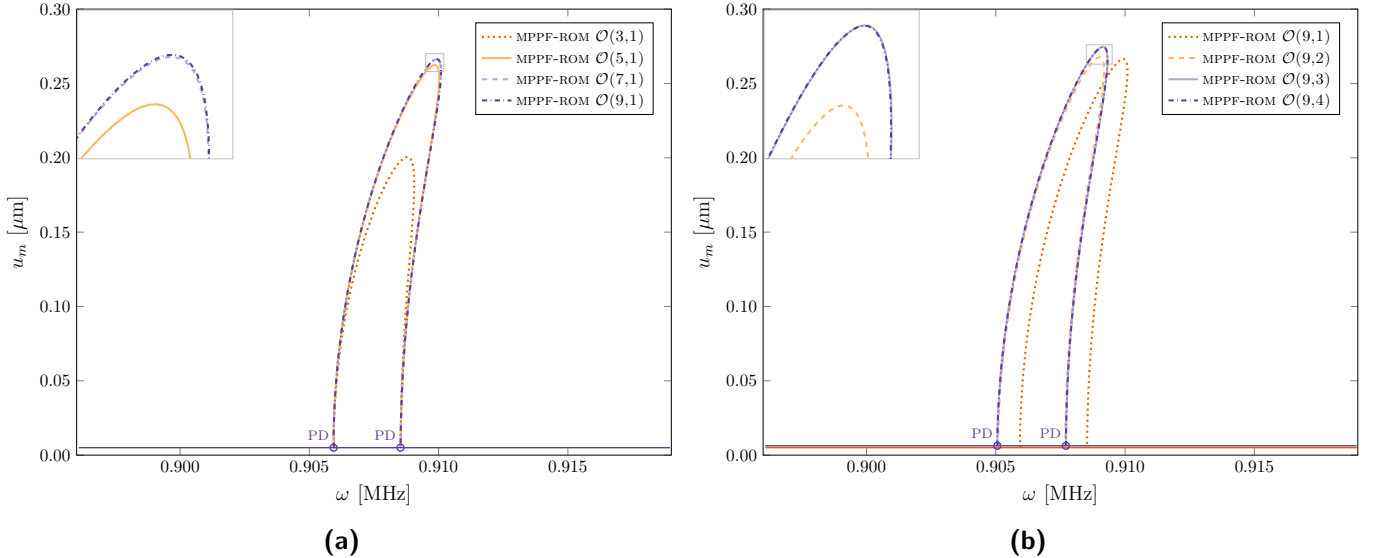 0.30
0.25
0.20
0.15
0.10
0.05
0.00
u_m [μm]
MPPF-ROM 𝒪(3,1)
MPPF-ROM 𝒪(5,1)
MPPF-ROM 𝒪(7,1)
MPPF-ROM 𝒪(9,1)
PD PD
0.900 0.905 0.910 0.915
ω [MHz]
(a)
0.30
0.25
0.20
0.15
0.10
0.05
0.00
u_m [μm]
MPPF-ROM 𝒪(9,1)
MPPF-ROM 𝒪(9,2)
MPPF-ROM 𝒪(9,3)
MPPF-ROM 𝒪(9,4)
PD PD
0.900 0.905 0.910 0.915
ω [MHz]
(b)